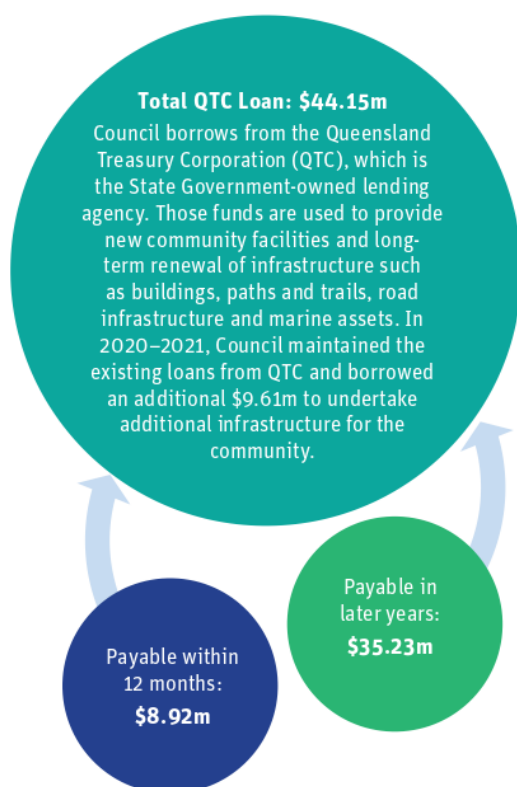 Total QTC Loan: $44.15m
Council borrows from the Queensland
Treasury Corporation (QTC), which is
the State Government-owned lending
agency. Those funds are used to provide
new community facilities and long-
term renewal of infrastructure such
as buildings, paths and trails, road
infrastructure and marine assets. In
2020–2021, Council maintained the
existing loans from QTC and borrowed
an additional $9.61m to undertake
additional infrastructure for the
community.
Payable within
12 months:
$8.92m
Payable in
later years:
$35.23m